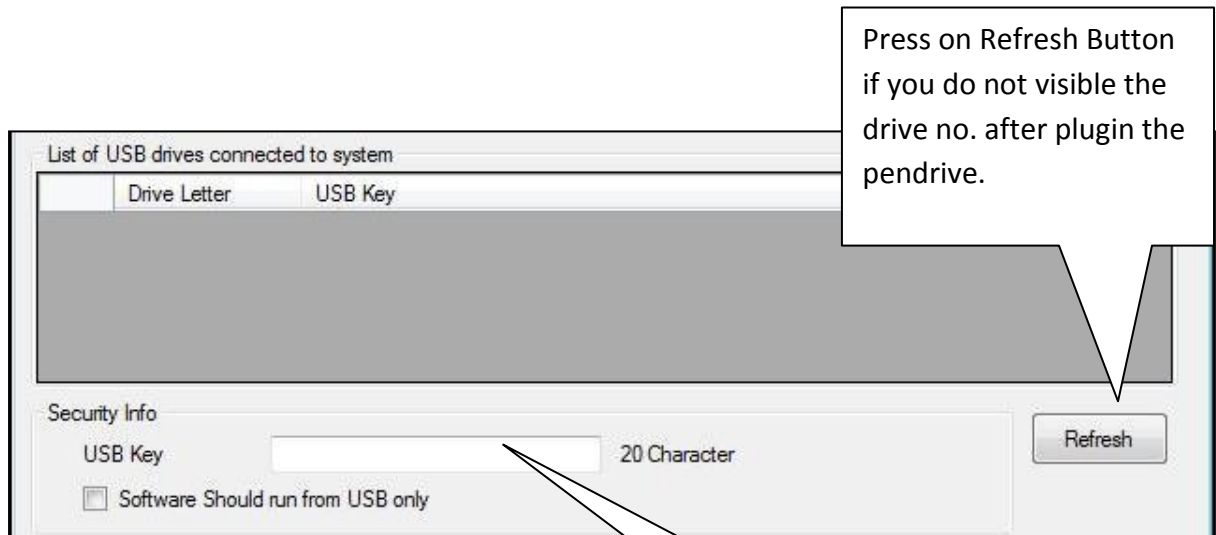 Press on Refresh Button
if you do not visible the
drive no. after plugin the
pendrive.
List of USB drives connected to system
Drive Letter USB Key
Security Info
USB Key 20 Character Refresh
Software Should run from USB only